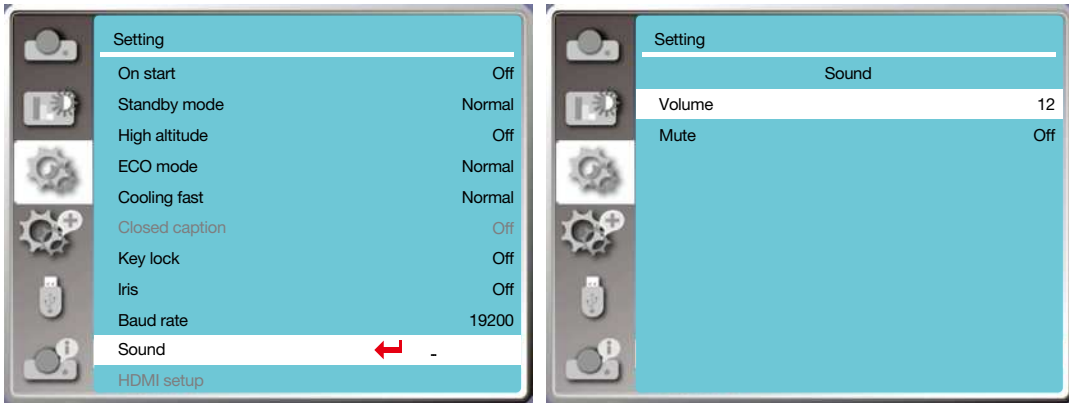 Setting
On start Off
Standby mode Normal
High altitude Off
ECO mode Normal
Cooling fast Normal
Closed caption Off
Key lock Off
Iris Off
Baud rate 19200
Sound -
HDMI setup
Setting
Sound
Volume 12
Mute Off